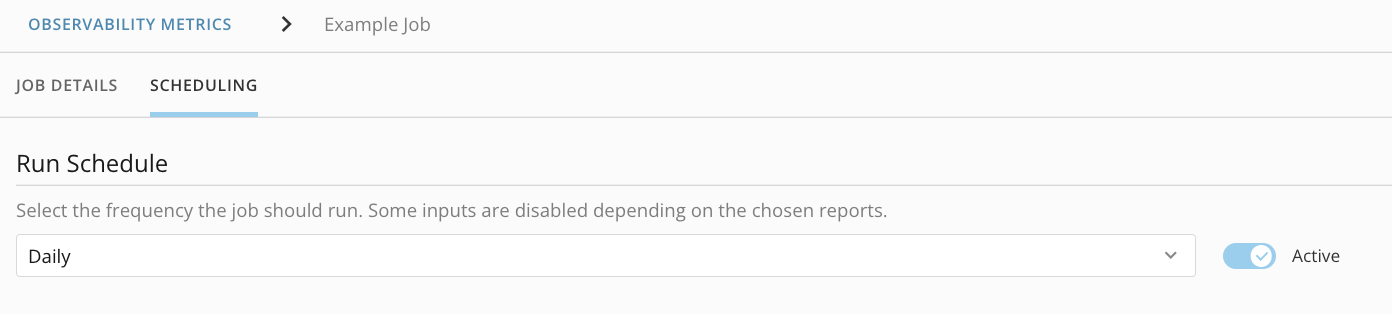 OBSERVABILITY METRICS > Example Job
JOB DETAILS SCHEDULING
Run Schedule
Select the frequency the job should run. Some inputs are disabled depending on the chosen reports.
Daily Active